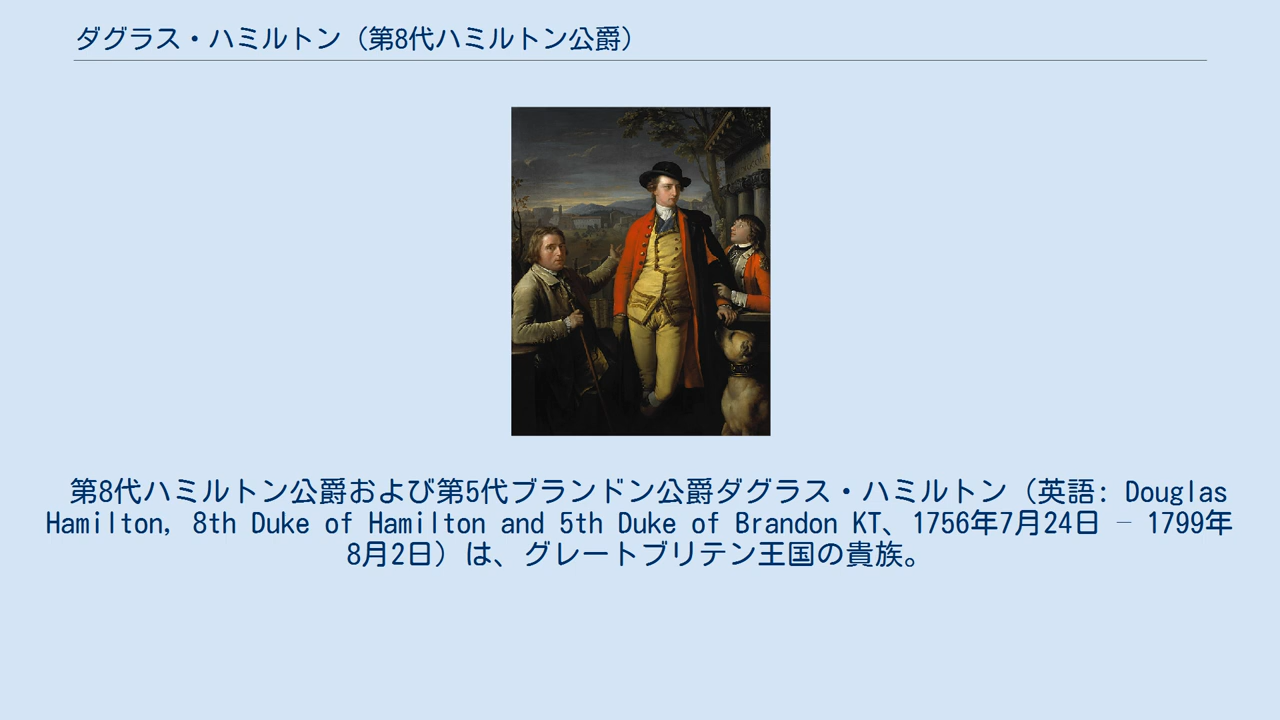 ダグラス・ハミルトン（第8代ハミルトン公爵）
第8代ハミルトン公爵および第5代ブランドン公爵ダグラス・ハミルトン（英語: Douglas
Hamilton, 8th Duke of Hamilton and 5th Duke of Brandon KT、1756年7月24日 – 1799年
8月2日）は、グレートブリテン王国の貴族。